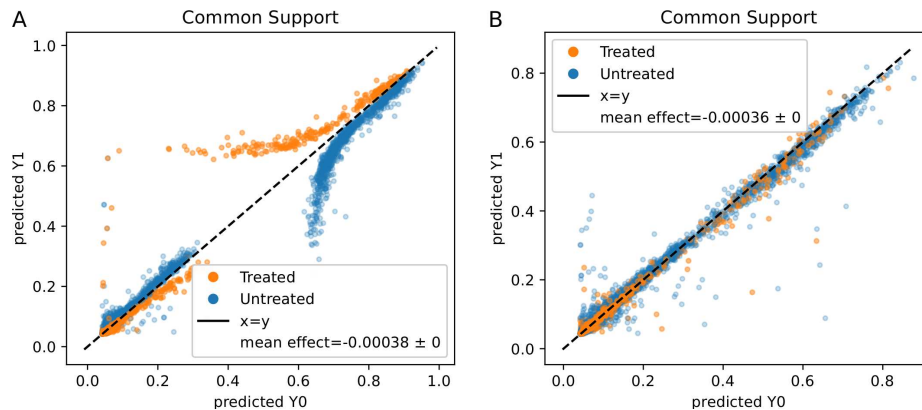 A
Common Support
predicted Y1
1.0
0.8
0.6
0.4
0.2
0.0
Treated
Untreated
x=y
mean effect=-0.00038 ± 0
0.0 0.2 0.4 0.6 0.8 1.0
predicted Y0
B
Common Support
predicted Y1
0.8
0.6
0.4
0.2
0.0
Treated
Untreated
x=y
mean effect=-0.00036 ± 0
0.0 0.2 0.4 0.6 0.8
predicted Y0